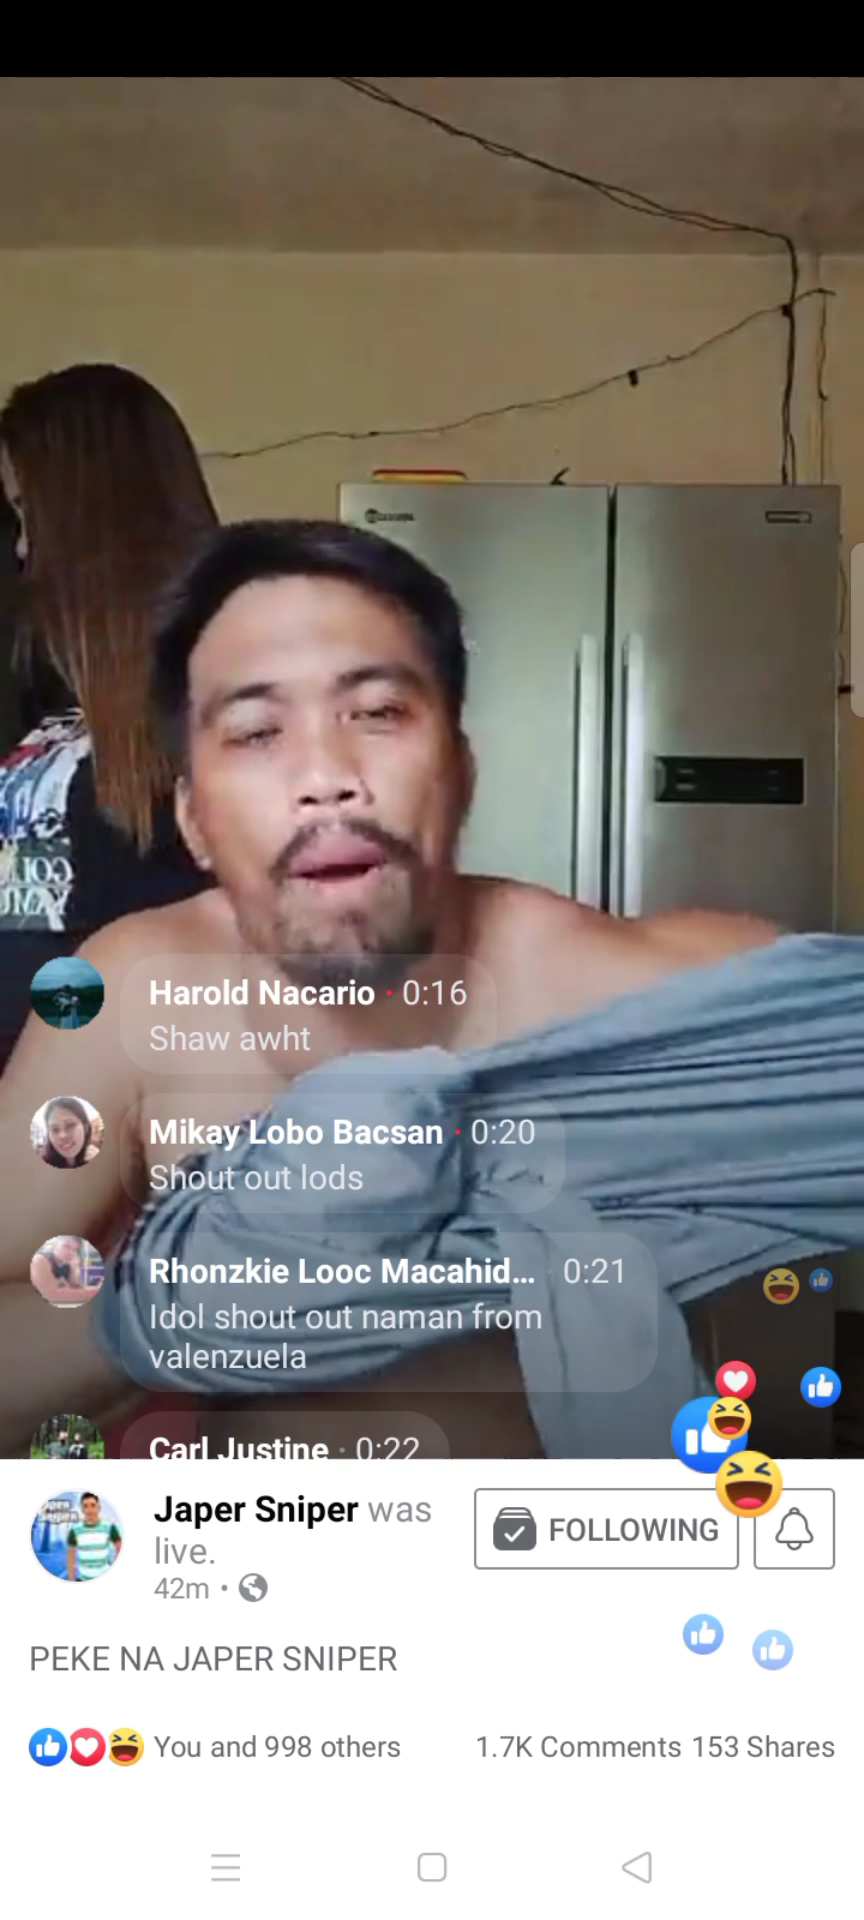 Harold Nacario · 0:16
Shaw awht
Mikay Lobo Bacsan · 0:20
Shout out lods
Rhonzkie Looc Macahid... · 0:21
Idol shout out naman from
valenzuela
Carl Justine · 0:22
Japer Sniper was
live.
FOLLOWING
42m ·
PEKE NA JAPER SNIPER
You and 998 others
1.7K Comments 153 Shares